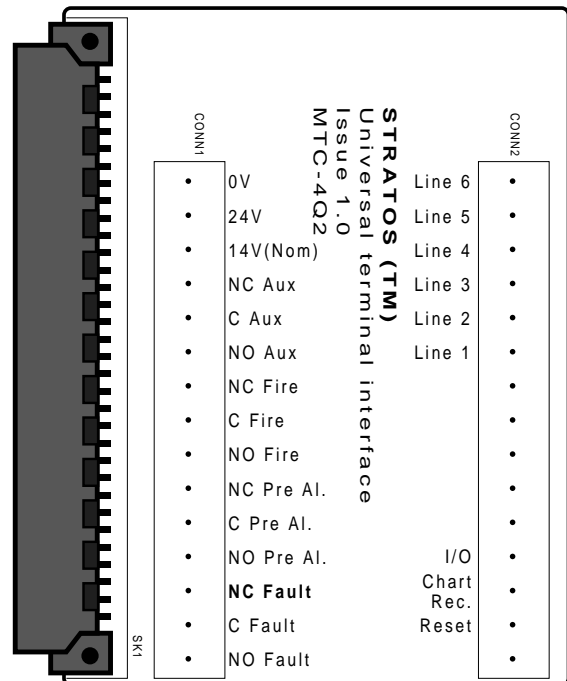 STRATOS (TM)
Universal terminal interface
Issue 1.0
MTC-4Q2
CONN1
0V
24V
14V(Nom)
NC Aux
C Aux
NO Aux
NC Fire
C Fire
NO Fire
NC Pre Al.
C Pre Al.
NO Pre Al.
NC Fault
C Fault
NO Fault
CONN2
Line 6
Line 5
Line 4
Line 3
Line 2
Line 1
I/O
Chart
Rec.
Reset
SK1